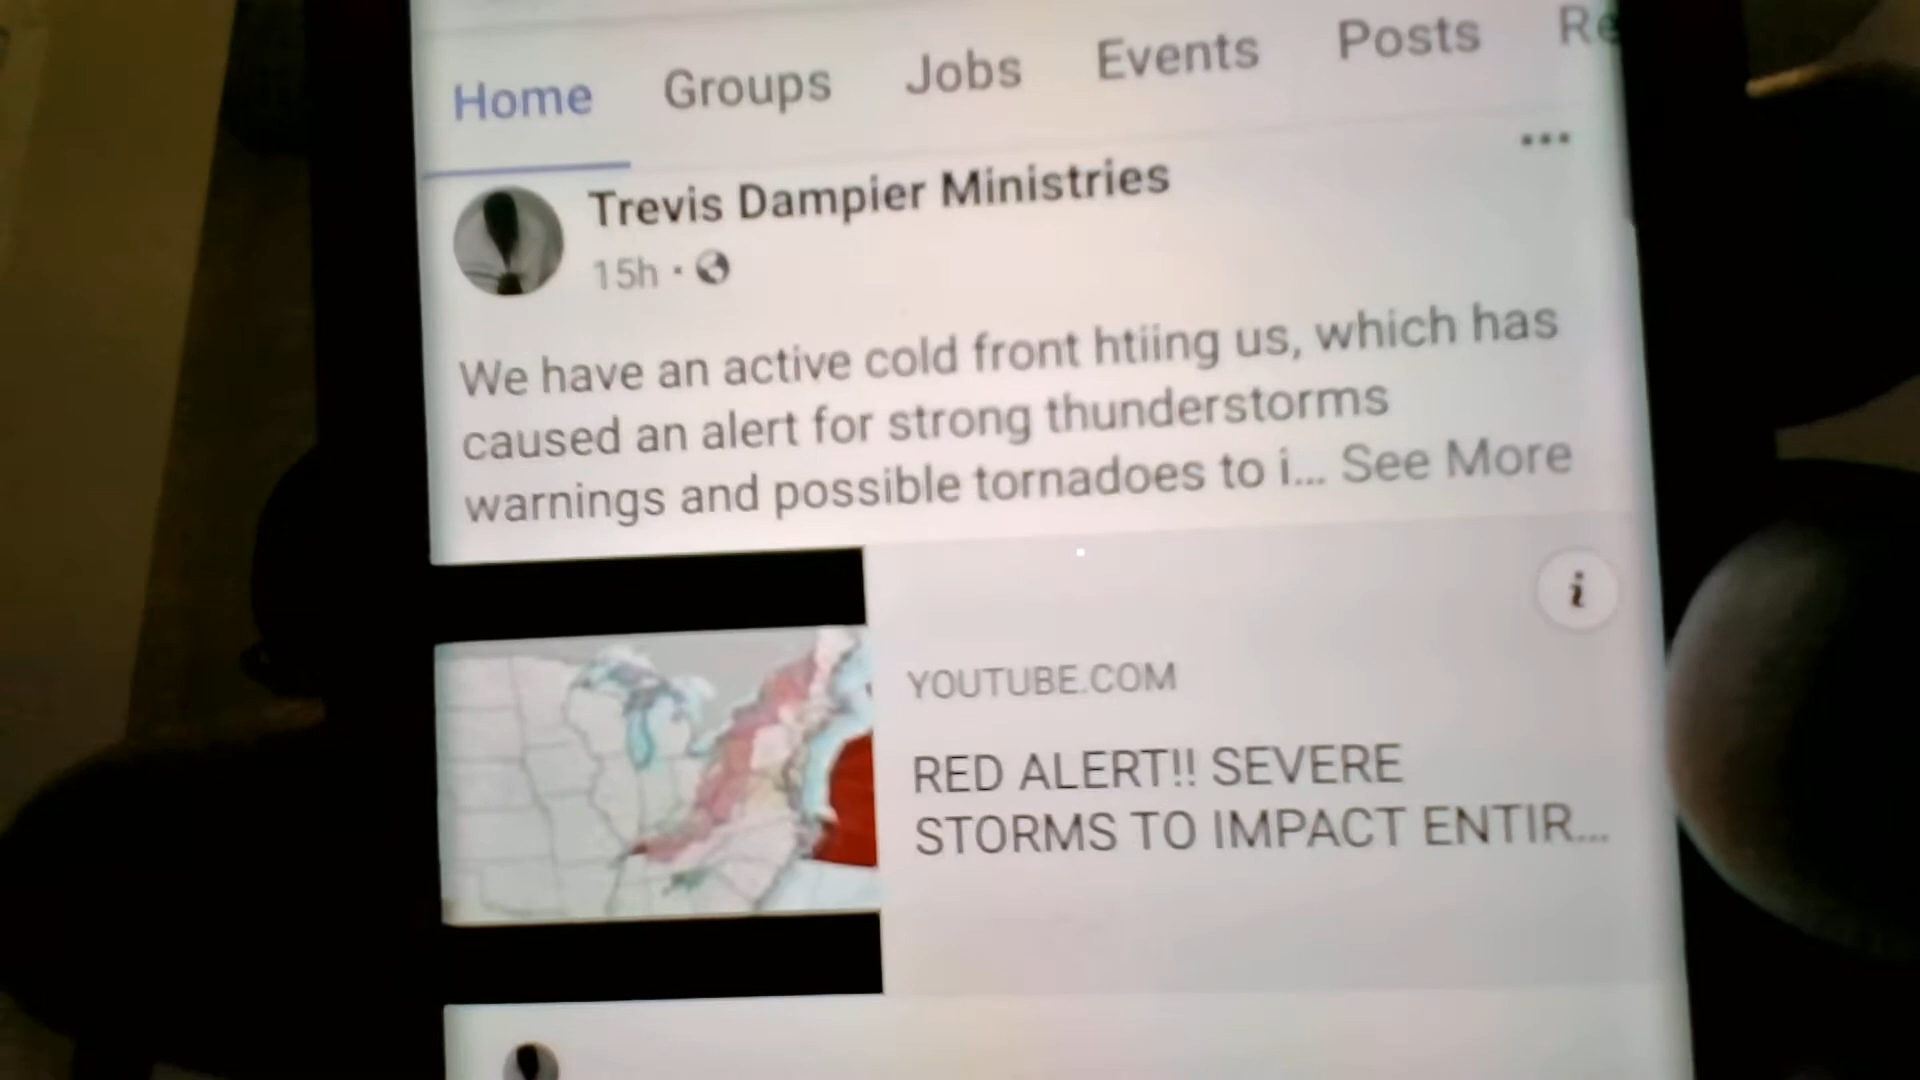 Home Groups Jobs Events Posts Re
Trevis Dampier Ministries
15h ·
We have an active cold front htiing us, which has
caused an alert for strong thunderstorms
warnings and possible tornadoes to i... See More
i
YOUTUBE.COM
RED ALERT!! SEVERE
STORMS TO IMPACT ENTIR...